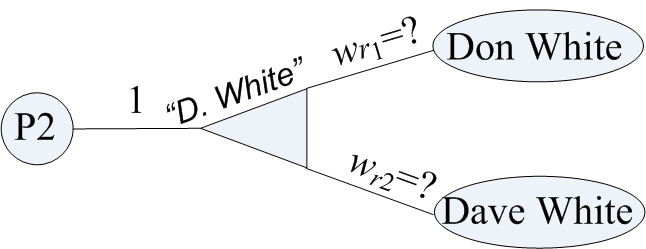 P2
1
“D. White”
wr1=?
Don White
wr2=?
Dave White